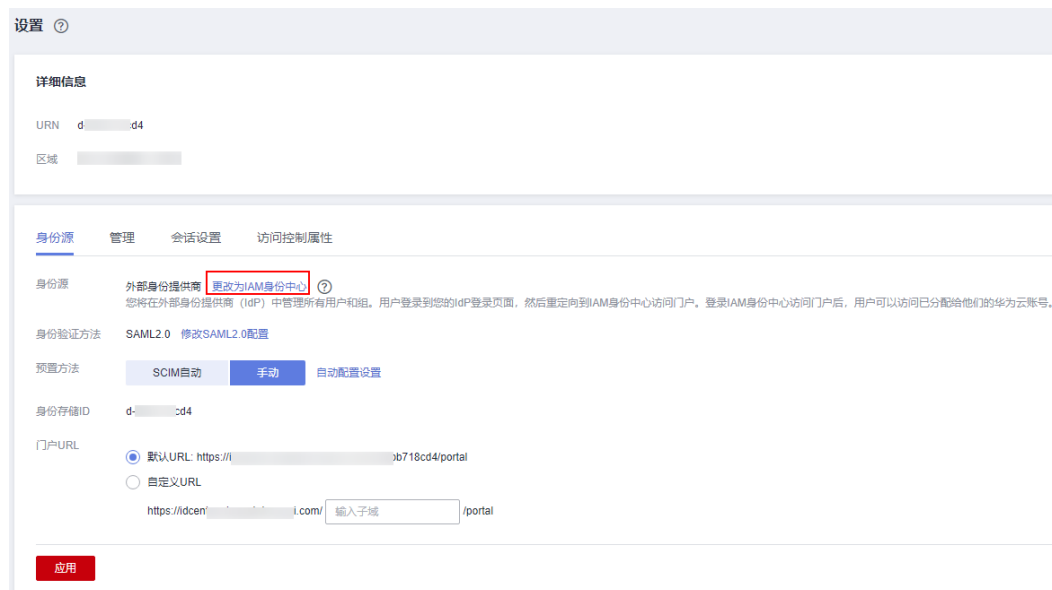 设置 ?
详细信息
URN d- :d4
区域
身份源 管理 会话设置 访问控制属性
身份源 外部身份提供商 更改为IAM身份中心 ?
您将在外部身份提供商（IdP）中管理所有用户和组。用户登录到您的IdP登录页面，然后重定向到IAM身份中心访问门户。登录IAM身份中心访问门户后，用户可以访问已分配给他们的华为云账号。
身份验证方法 SAML2.0 修改SAML2.0配置
预置方法 SCIM自动 手动 自动配置设置
身份存储ID d- cd4
门户URL
默认URL: https://i b718cd4/portal
自定义URL
https://idcen i.com/ 输入子域 /portal
应用